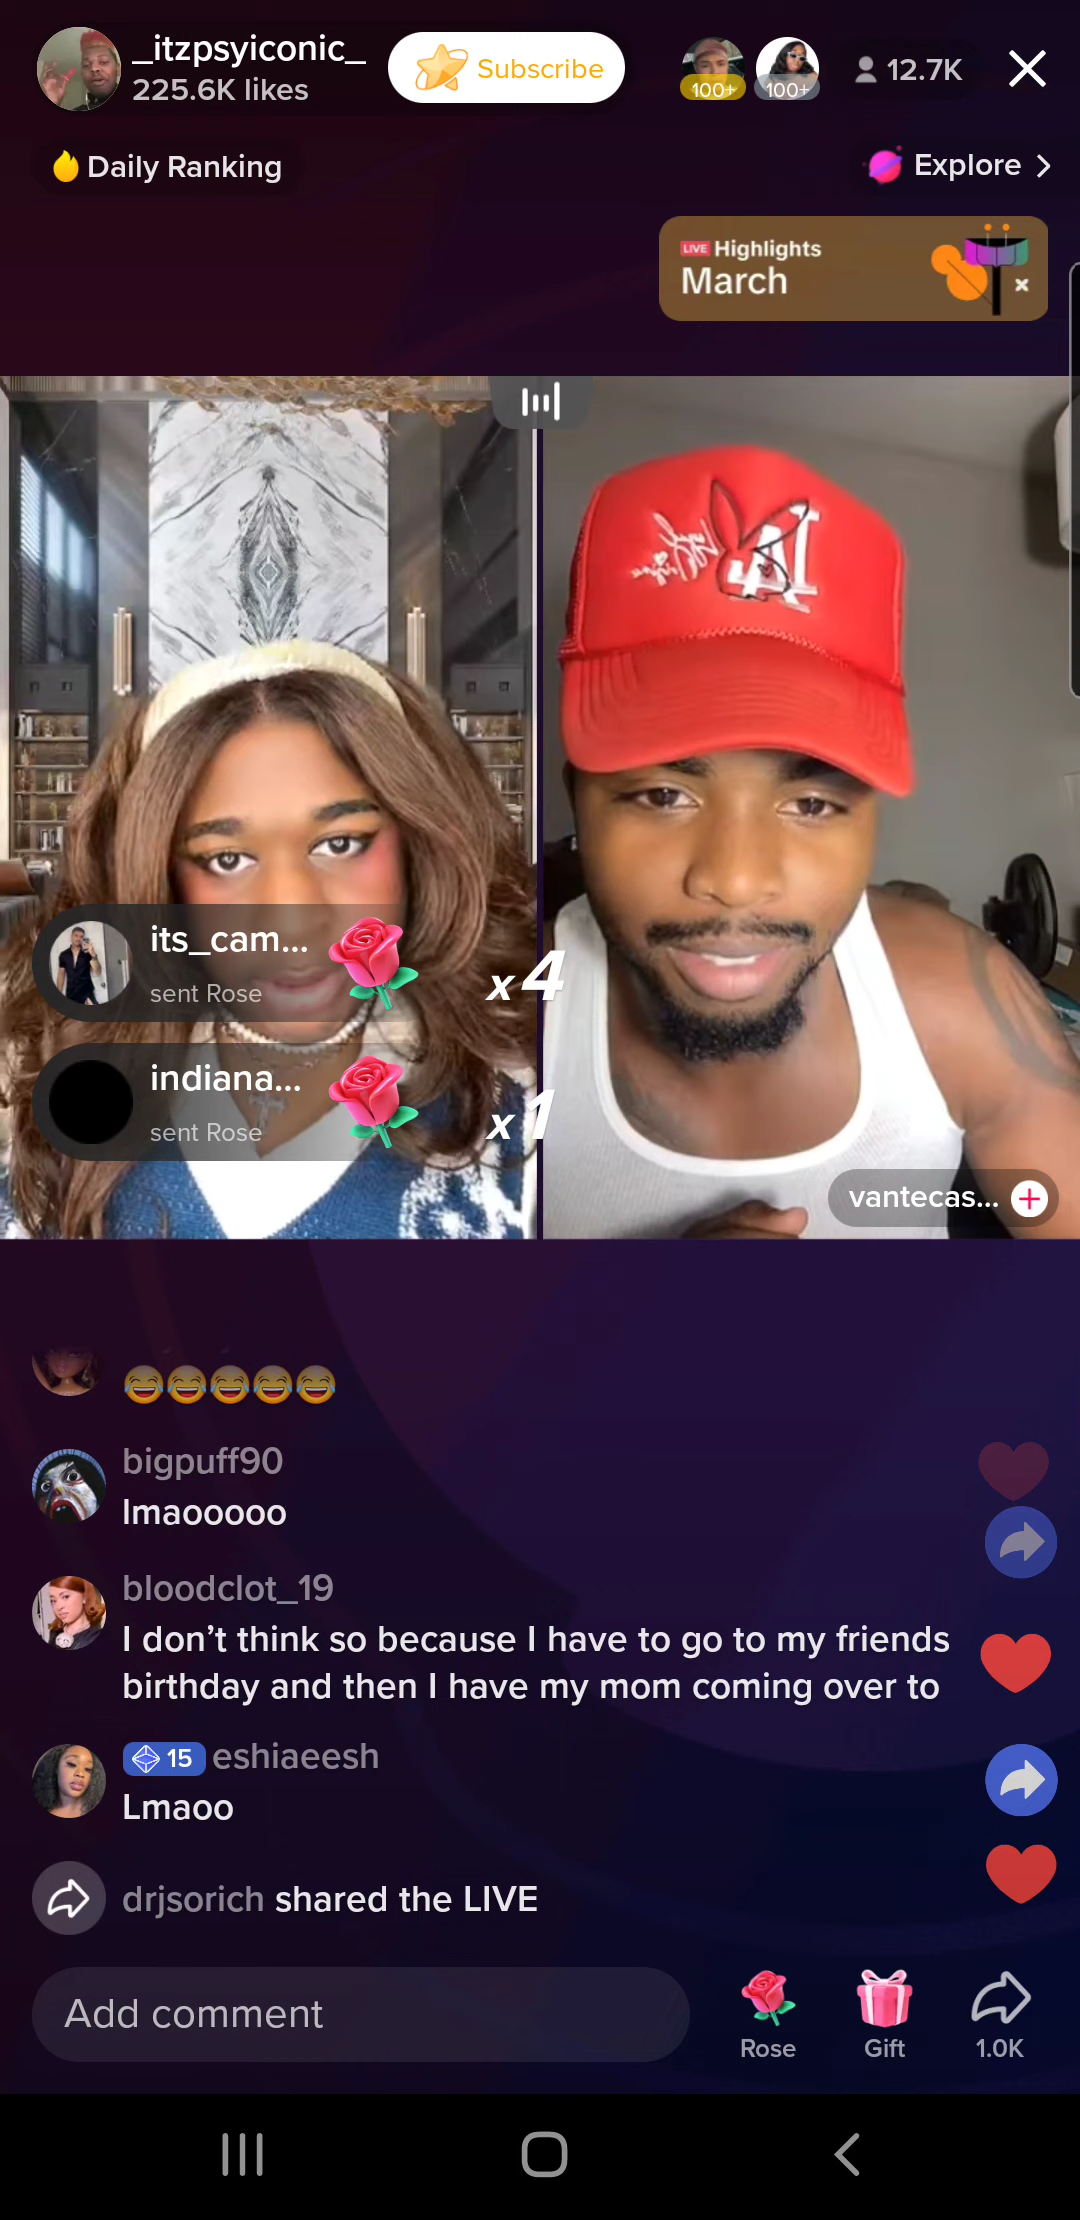 _itzpsyiconic_
225.6K likes
Subscribe
100+
100+
12.7K
Daily Ranking
Explore
LIVE Highlights
March
its_cam...
sent Rose
x4
indiana...
sent Rose
x1
vantecas...
😂😂😂😂😂
bigpuff90
lmaooooo
bloodclot_19
I don't think so because I have to go to my friends
birthday and then I have my mom coming over to
15 eshiaeesh
Lmaoo
drjsorich shared the LIVE
Add comment
Rose
Gift
1.0K